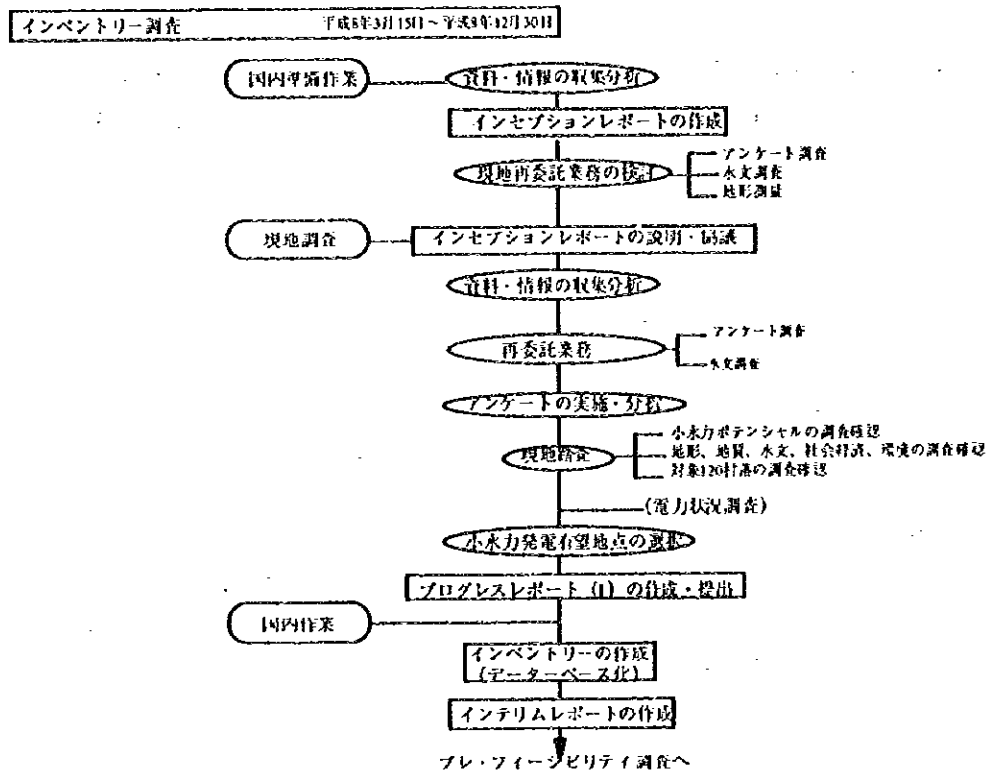 インベントリー調査
国内準備作業
資料・情報の収集分析
インセプションレポートの作成
現地再委託業務の検討
アンケート調査
水文調査
地形測量
現地調査
インセプションレポートの説明・協議
資料・情報の収集分析
再委託業務
アンケート調査
水文調査
アンケートの実施・分析
現地踏査
小水力ポテンシャルの調査確認
地形、地質、水文、社会経済、環境の調査確認
対象120村落の調査確認
(電力状況調査)
小水力発電有望地点の選択
プログレスレポート (1) の作成・提出
国内作業
インベントリーの作成
(データーベース化)
インテリムレポートの作成
プレ・フィージビリティ調査へ